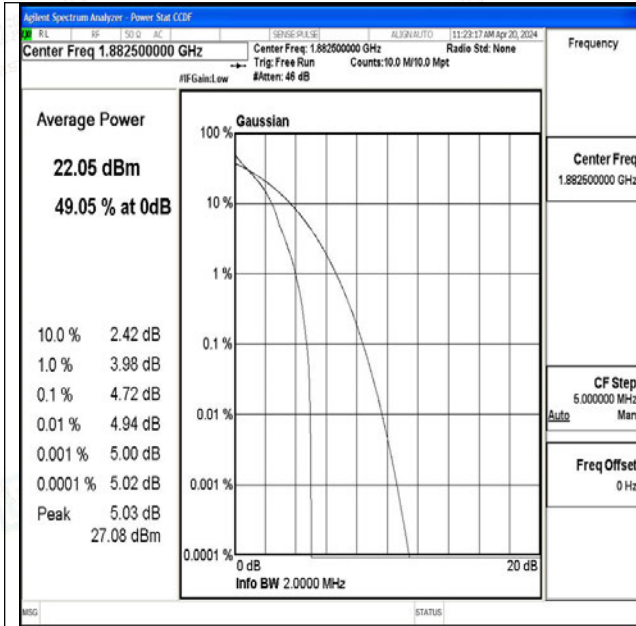 Agilent Spectrum Analyzer - Power Stat CCDF
RL RF 50 Ω AC SENSE:PULSE ALIGNAUTO 11:23:17 AM Apr 20, 2024
Center Freq 1.882500000 GHz
Center Freq: 1.882500000 GHz Radio Std: None
Trig: Free Run Counts:10.0 M/10.0 Mpt
#IFGain:Low #Atten: 46 dB
Frequency
Average Power
22.05 dBm
49.05 % at 0dB
10.0 % 2.42 dB
1.0 % 3.98 dB
0.1 % 4.72 dB
0.01 % 4.94 dB
0.001 % 5.00 dB
0.0001 % 5.02 dB
Peak 5.03 dB
27.08 dBm
Gaussian
100 %
10 %
1 %
0.1 %
0.01 %
0.001 %
0.0001 %
0 dB 20 dB
Info BW 2.0000 MHz
Center Freq
1.882500000 GHz
CF Step
5.000000 MHz
Auto Man
Freq Offset
0 Hz
MSG STATUS